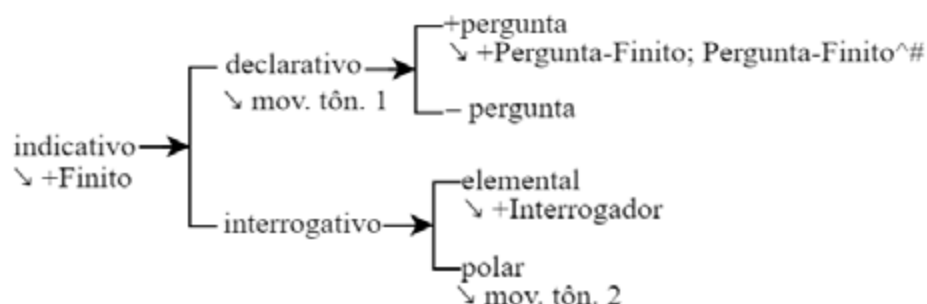 +pergunta
↘ +Pergunta-Finito; Pergunta-Finito^#
declarativo
↘ mov. tôn. 1
– pergunta
indicativo
↘ +Finito
elemental
↘ +Interrogador
interrogativo
polar
↘ mov. tôn. 2